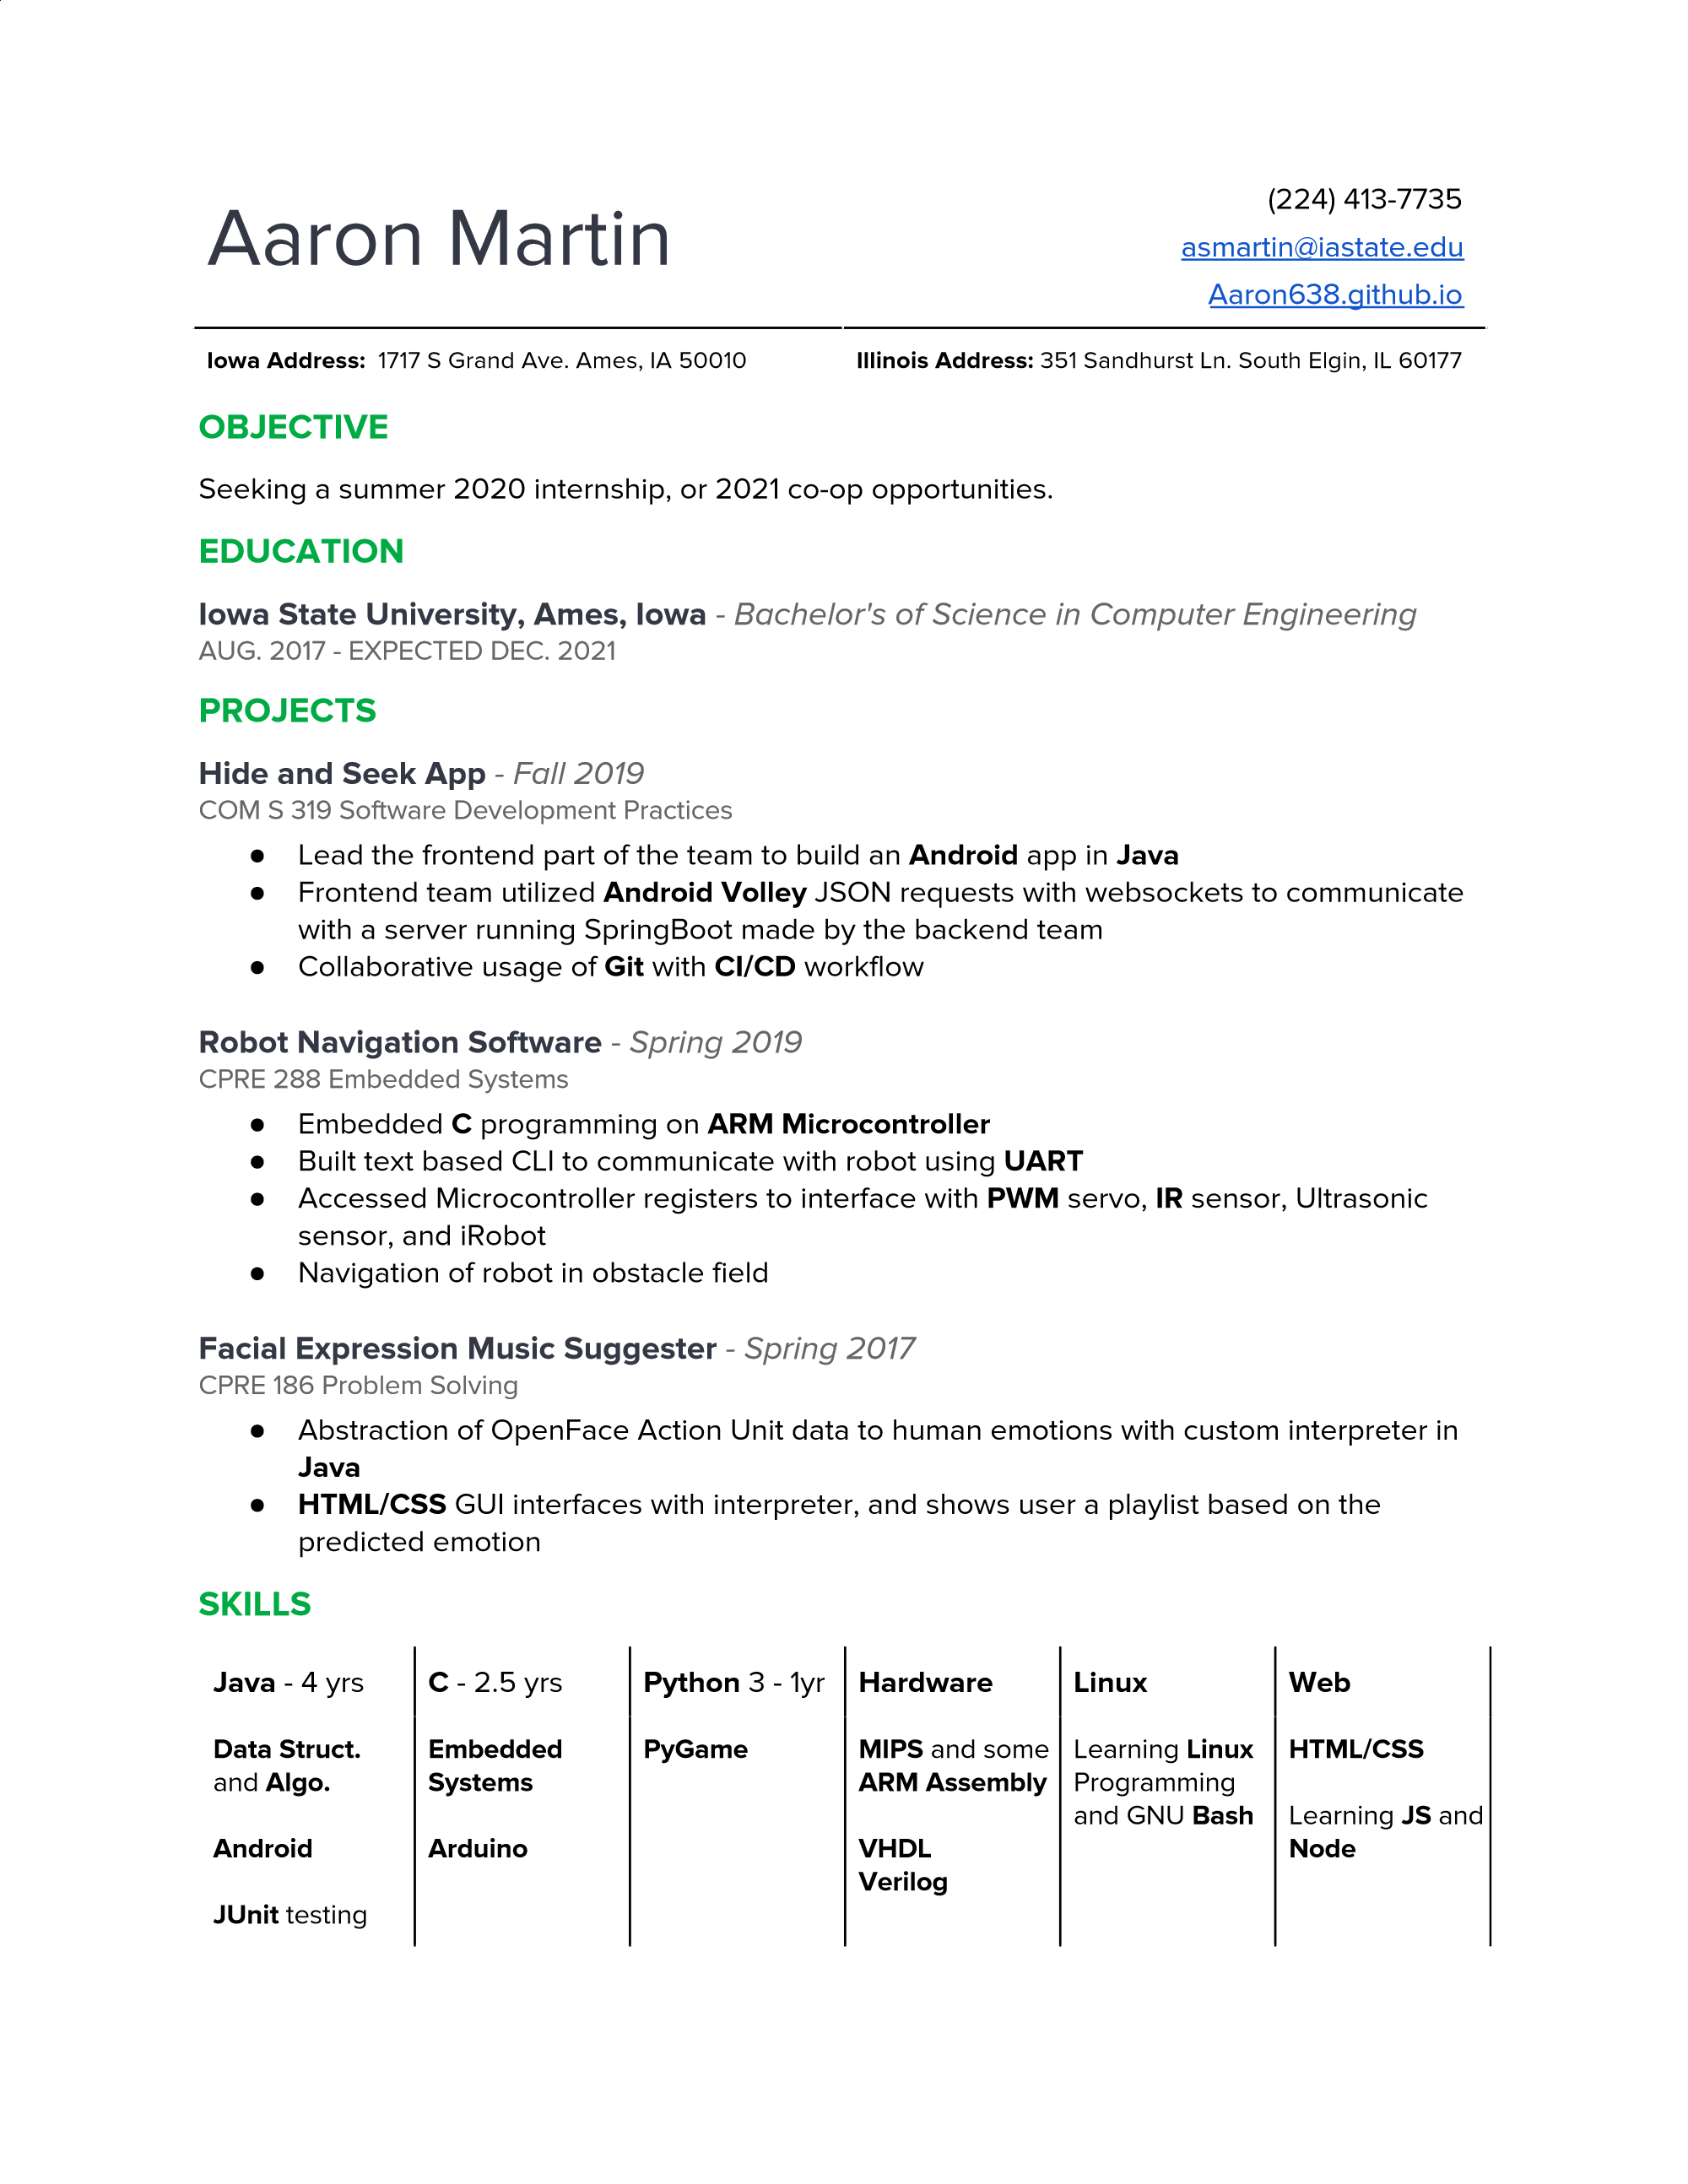 Aaron Martin
(224) 413-7735
asmartin@iastate.edu
Aaron638.github.io
Iowa Address: 1717 S Grand Ave. Ames, IA 50010
Illinois Address: 351 Sandhurst Ln. South Elgin, IL 60177
OBJECTIVE
Seeking a summer 2020 internship, or 2021 co-op opportunities.
EDUCATION
Iowa State University, Ames, Iowa - Bachelor's of Science in Computer Engineering
AUG. 2017 - EXPECTED DEC. 2021
PROJECTS
Hide and Seek App - Fall 2019
COM S 319 Software Development Practices
● Lead the frontend part of the team to build an Android app in Java
● Frontend team utilized Android Volley JSON requests with websockets to communicate
with a server running SpringBoot made by the backend team
● Collaborative usage of Git with CI/CD workflow
Robot Navigation Software - Spring 2019
CPRE 288 Embedded Systems
● Embedded C programming on ARM Microcontroller
● Built text based CLI to communicate with robot using UART
● Accessed Microcontroller registers to interface with PWM servo, IR sensor, Ultrasonic
sensor, and iRobot
● Navigation of robot in obstacle field
Facial Expression Music Suggester - Spring 2017
CPRE 186 Problem Solving
● Abstraction of OpenFace Action Unit data to human emotions with custom interpreter in
Java
● HTML/CSS GUI interfaces with interpreter, and shows user a playlist based on the
predicted emotion
SKILLS
Java - 4 yrs
Data Struct.
and Algo.
Android
JUnit testing
C - 2.5 yrs
Embedded
Systems
Arduino
Python 3 - 1yr
PyGame
Hardware
MIPS and some
ARM Assembly
VHDL
Verilog
Linux
Learning Linux
Programming
and GNU Bash
Web
HTML/CSS
Learning JS and
Node